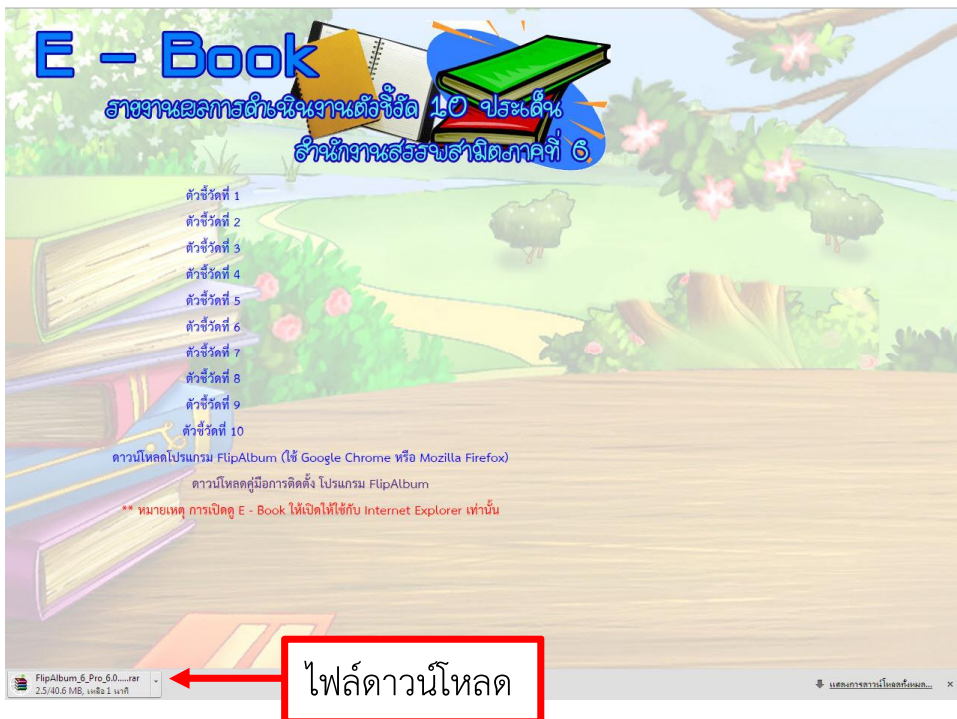 E - Book
รายงานผลการดำเนินงานตัวชี้วัด 10 ประเด็น
สำนักงานสรรพสามิตภาคที่ 6
ตัวชี้วัดที่ 1
ตัวชี้วัดที่ 2
ตัวชี้วัดที่ 3
ตัวชี้วัดที่ 4
ตัวชี้วัดที่ 5
ตัวชี้วัดที่ 6
ตัวชี้วัดที่ 7
ตัวชี้วัดที่ 8
ตัวชี้วัดที่ 9
ตัวชี้วัดที่ 10
ดาวน์โหลดโปรแกรม FlipAlbum (ใช้ Google Chrome หรือ Mozilla Firefox)
ดาวน์โหลดคู่มือการติดตั้ง โปรแกรม FlipAlbum
** หมายเหตุ การเปิดดู E - Book ให้เปิดให้ใช้กับ Internet Explorer เท่านั้น
ไฟล์ดาวน์โหลด
FlipAlbum_6_Pro_6.0.....rar
2.5/40.6 MB, เหลือ 1 นาที
แสดงการดาวน์โหลดทั้งหมด...